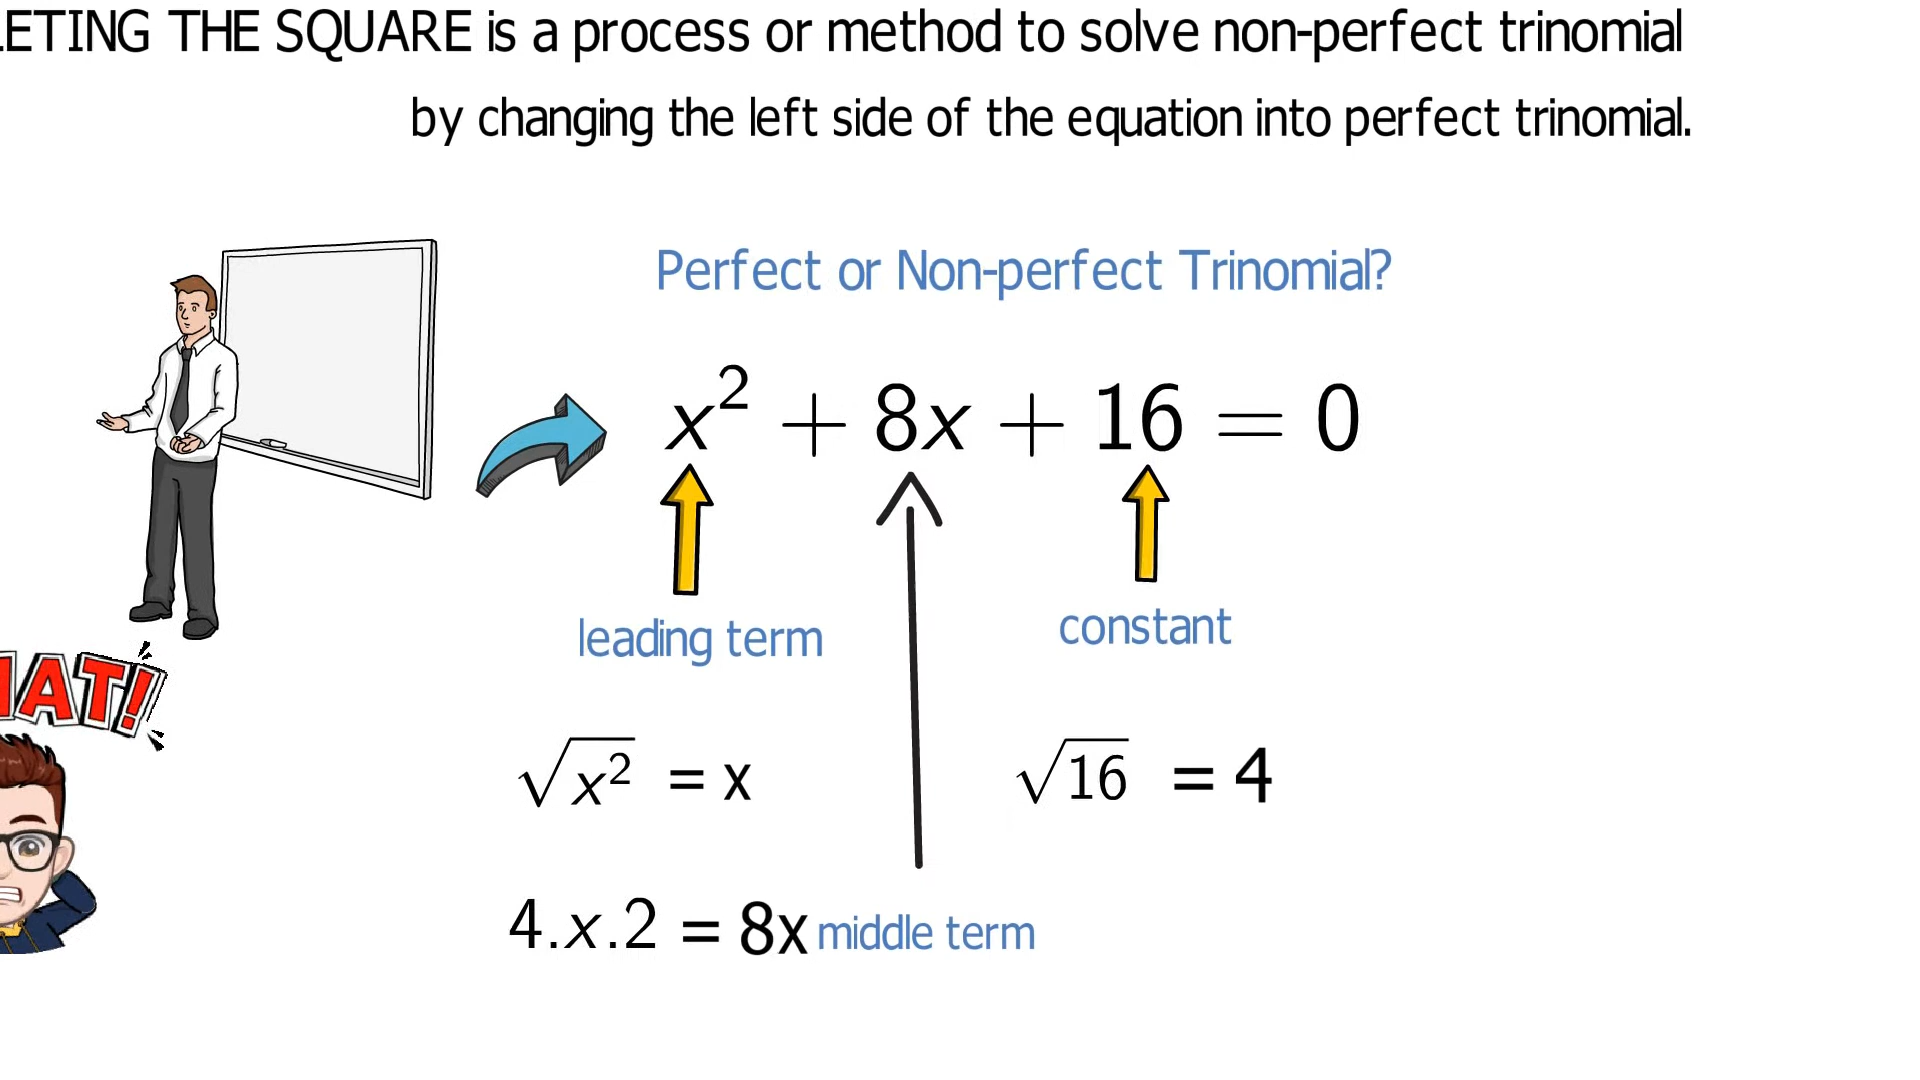 THE SQUARE is a process or method to solve non-perfect trinomial
by changing the left side of the equation into perfect trinomial.
Perfect or Non-perfect Trinomial?
x² + 8x + 16 = 0
leading term
constant
√x² = x
√16 = 4
4.x.2 = 8x middle term